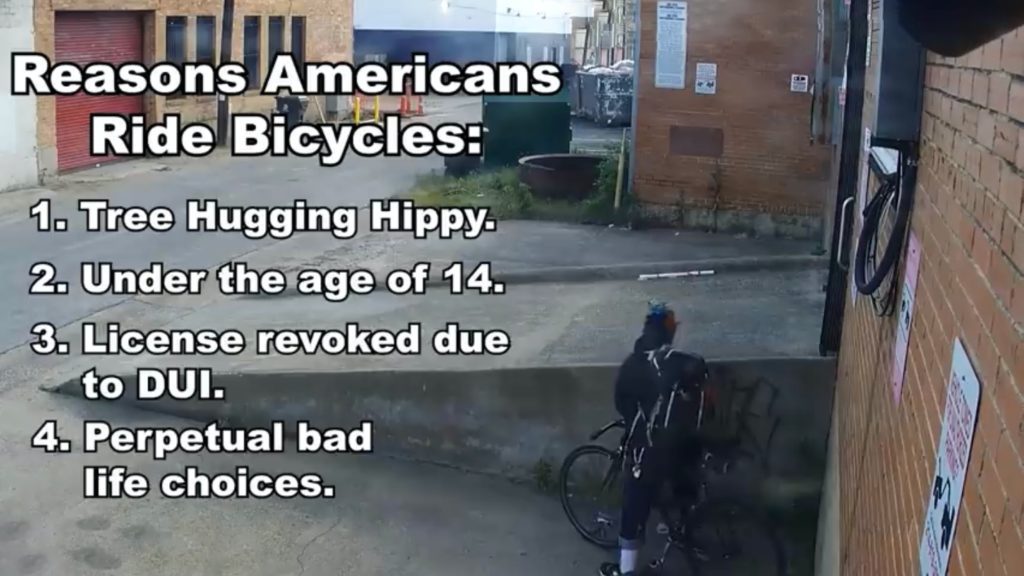 Reasons Americans
Ride Bicycles:
1. Tree Hugging Hippy.
2. Under the age of 14.
3. License revoked due
to DUI.
4. Perpetual bad
life choices.